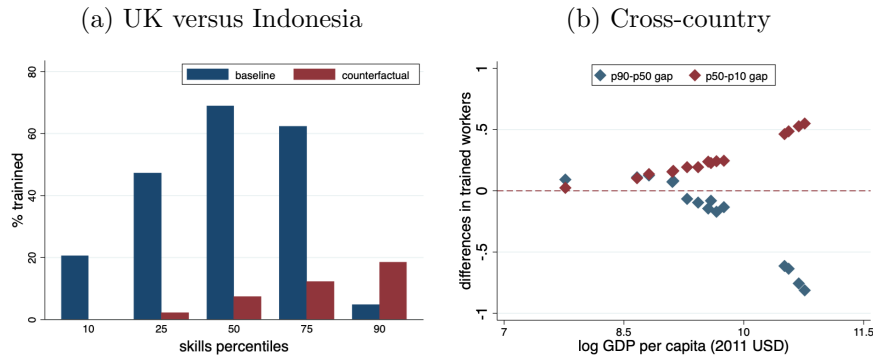 (a) UK versus Indonesia
baseline counterfactual
% trainined
80
60
40
20
0
10 25 50 75 90
skills percentiles
(b) Cross-country
p90-p50 gap p50-p10 gap
differences in trained workers
1
.5
0
-.5
-1
7 8.5 10 11.5
log GDP per capita (2011 USD)